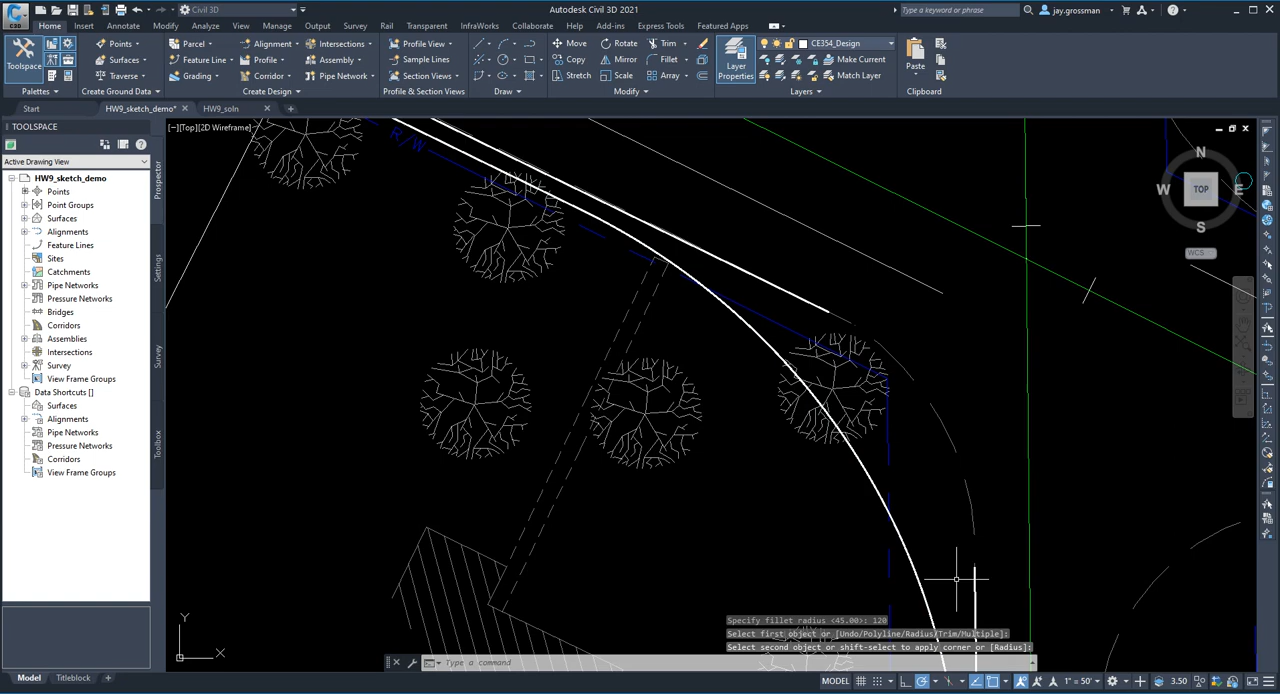 C3D
Civil 3D
Autodesk Civil 3D 2021
Type a keyword or phrase
jay.grossman
Home
Insert
Annotate
Modify
Analyze
View
Manage
Output
Survey
Rail
Transparent
InfraWorks
Collaborate
Help
Add-ins
Express Tools
Featured Apps
Toolspace
Points
Surfaces
Traverse
Parcel
Feature Line
Grading
Alignment
Profile
Corridor
Intersections
Assembly
Pipe Network
Profile View
Sample Lines
Section Views
Move
Copy
Stretch
Rotate
Mirror
Scale
Trim
Fillet
Array
Layer Properties
CE354_Design
Make Current
Match Layer
Paste
Palettes
Create Ground Data
Create Design
Profile & Section Views
Draw
Modify
Layers
Clipboard
Start
HW9_sketch_demo*
HW9_soln
TOOLSPACE
Active Drawing View
HW9_sketch_demo
Points
Point Groups
Surfaces
Alignments
Feature Lines
Sites
Catchments
Pipe Networks
Pressure Networks
Bridges
Corridors
Assemblies
Intersections
Survey
View Frame Groups
Data Shortcuts []
Surfaces
Alignments
Pipe Networks
Pressure Networks
Corridors
View Frame Groups
Prospector
Settings
Survey
Toolbox
[−][Top][2D Wireframe]
R/W
N
W
TOP
E
S
WCS
Y
X
Specify fillet radius <45.00>: 120
Select first object or [Undo/Polyline/Radius/Trim/Multiple]:
Select second object or shift-select to apply corner or [Radius]:
Type a command
Model
Titleblock
MODEL
1" = 50'
3.50